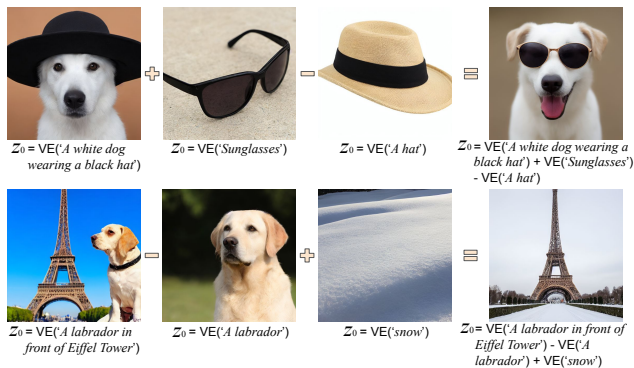 z0 = VE(‘A white dog wearing a black hat’)
z0 = VE(‘Sunglasses’)
z0 = VE(‘A hat’)
z0 = VE(‘A white dog wearing a
black hat’) + VE(‘Sunglasses’)
- VE(‘A hat’)
z0 = VE(‘A labrador in
front of Eiffel Tower’)
z0 = VE(‘A labrador’)
z0 = VE(‘snow’)
z0= VE(‘A labrador in front of
Eiffel Tower’) - VE(‘A
labrador’) + VE(‘snow’)